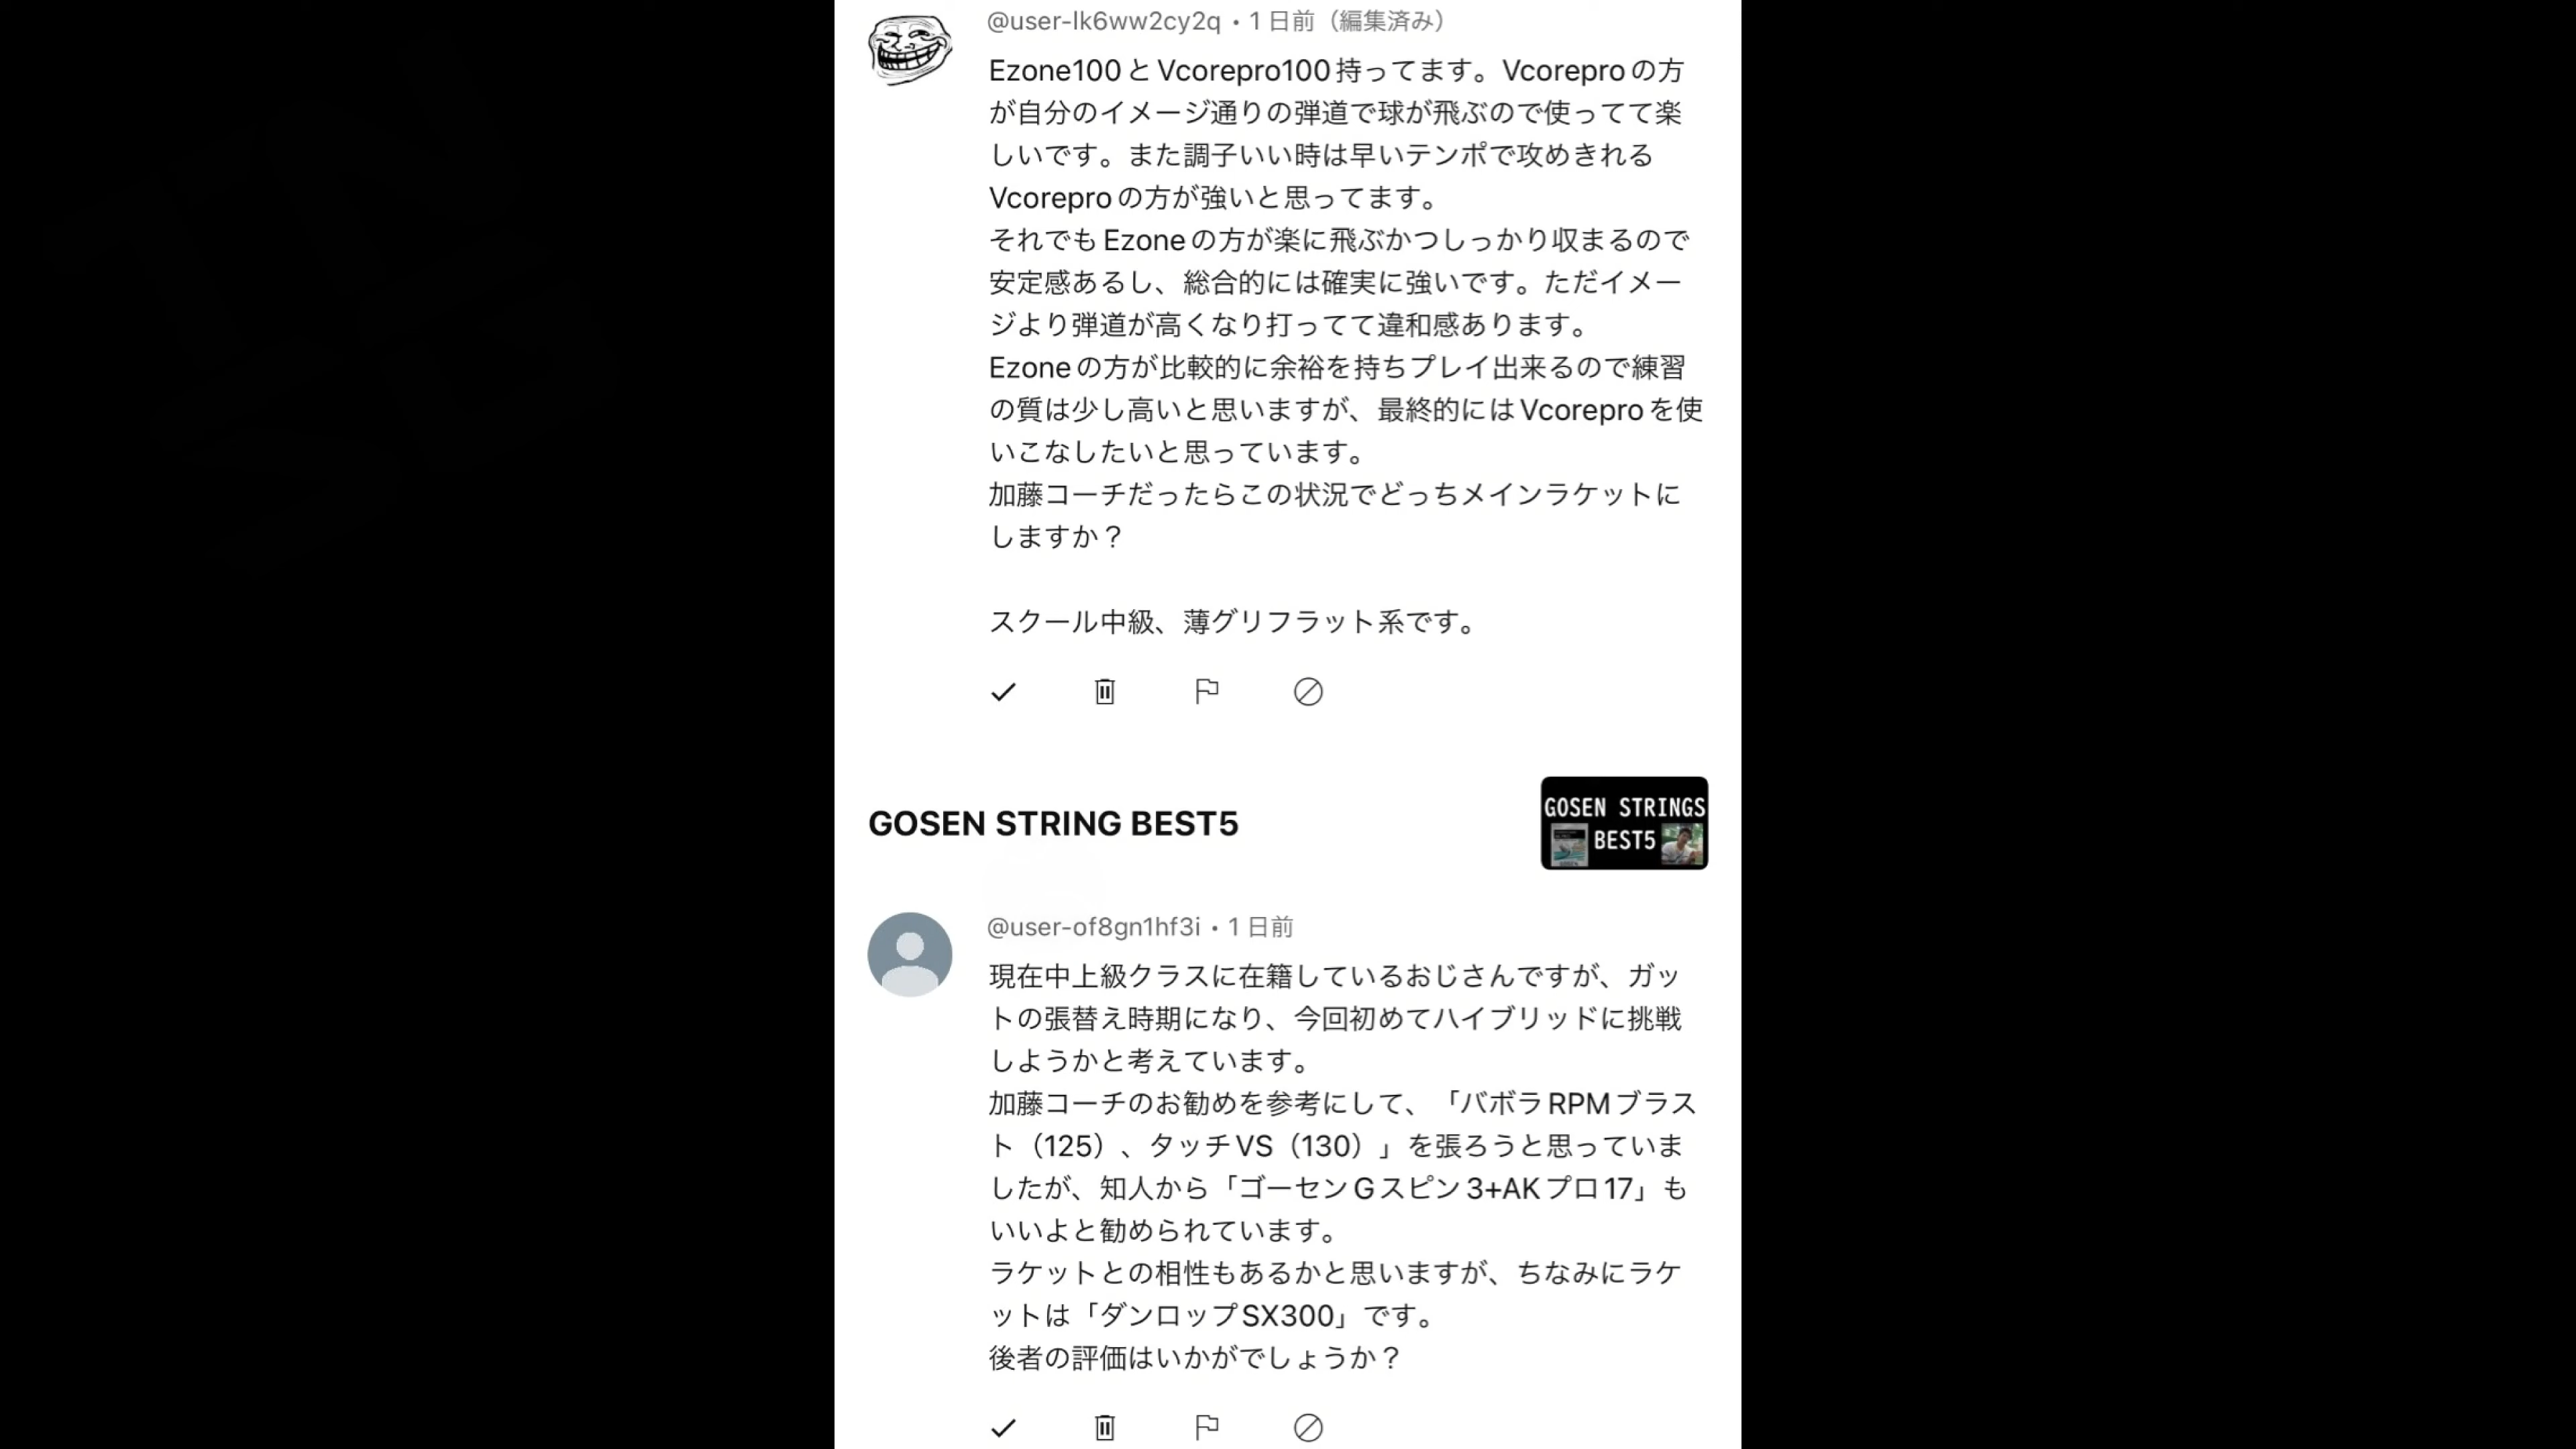 @user-lk6ww2cy2q • 1 日前（編集済み）
Ezone100とVcorepro100持ってます。Vcoreproの方
が自分のイメージ通りの弾道で球が飛ぶので使ってて楽
しいです。また調子いい時は早いテンポで攻めきれる
Vcoreproの方が強いと思ってます。
それでもEzoneの方が楽に飛ぶかつしっかり収まるので
安定感あるし、総合的には確実に強いです。ただイメー
ジより弾道が高くなり打ってて違和感あります。
Ezoneの方が比較的に余裕を持ちプレイ出来るので練習
の質は少し高いと思いますが、最終的にはVcoreproを使
いこなしたいと思っています。
加藤コーチだったらこの状況でどっちメインラケットに
しますか？
スクール中級、薄グリフラット系です。
GOSEN STRING BEST5
GOSEN STRINGS
BEST5
@user-of8gn1hf3i • 1 日前
現在中上級クラスに在籍しているおじさんですが、ガッ
トの張替え時期になり、今回初めてハイブリッドに挑戦
しようかと考えています。
加藤コーチのお勧めを参考にして、「バボラRPMブラス
ト（125）、タッチVS（130）」を張ろうと思っていま
したが、知人から「ゴーセンGスピン3+AKプロ17」も
いいよと勧められています。
ラケットとの相性もあるかと思いますが、ちなみにラケ
ットは「ダンロップSX300」です。
後者の評価はいかがでしょうか？